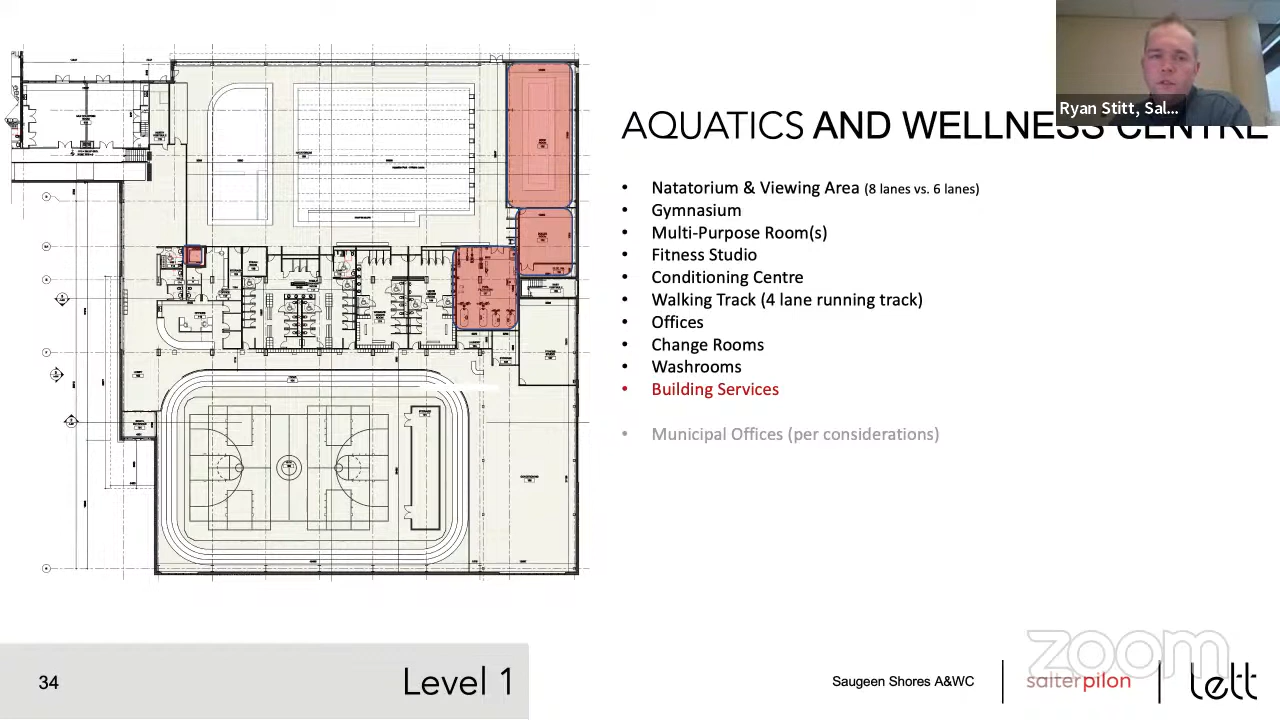 Ryan Stitt, Sal...
AQUATICS AND WELLNESS CENTRE
• Natatorium & Viewing Area (8 lanes vs. 6 lanes)
• Gymnasium
• Multi-Purpose Room(s)
• Fitness Studio
• Conditioning Centre
• Walking Track (4 lane running track)
• Offices
• Change Rooms
• Washrooms
• Building Services
• Municipal Offices (per considerations)
zoom
34
Level 1
Saugeen Shores A&WC
salterpilon
lett